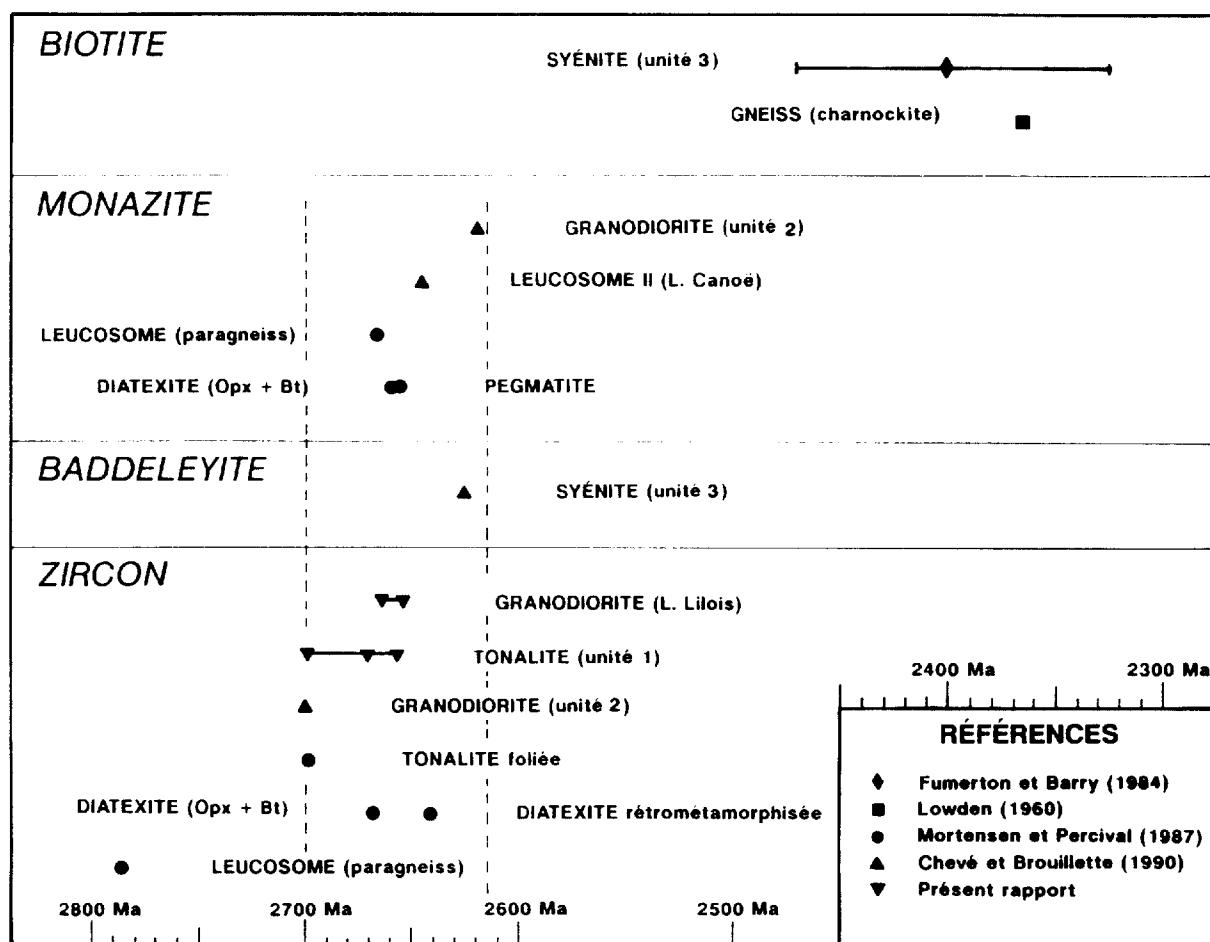 BIOTITE
SYÉNITE (unité 3)
GNEISS (charnockite)
MONAZITE
GRANODIORITE (unité 2)
LEUCOSOME II (L. Canoë)
LEUCOSOME (paragneiss)
DIATEXITE (Opx + Bt)
PEGMATITE
BADDELEYITE
SYÉNITE (unité 3)
ZIRCON
GRANODIORITE (L. Lilois)
TONALITE (unité 1)
GRANODIORITE (unité 2)
TONALITE foliée
DIATEXITE (Opx + Bt)
DIATEXITE rétrométamorphisée
LEUCOSOME (paragneiss)
2800 Ma
2700 Ma
2600 Ma
2500 Ma
2400 Ma
2300 Ma
RÉFÉRENCES
Fumerton et Barry (1984)
Lowden (1960)
Mortensen et Percival (1987)
Chevé et Brouillette (1990)
Présent rapport